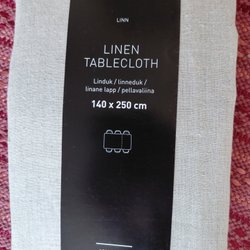 LINN
LINEN
TABLECLOTH
Linduk / linneduk /
linane lapp / pellavaliina
140 x 250 cm